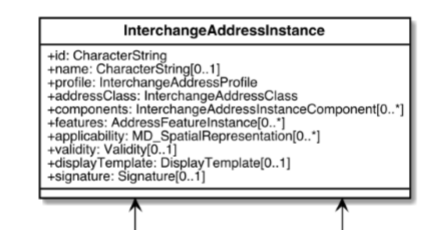 InterchangeAddressInstance
+id: CharacterString
+name: CharacterString[0..1]
+profile: InterchangeAddressProfile
+addressClass: InterchangeAddressInstanceClass
+components: InterchangeAddressInstanceComponent[0..*]
+features: AddressFeatureInstance[0..*]
+applicability: MD_SpatialRepresentation[0..*]
+validity: Validity[0..1]
+displayTemplate: DisplayTemplate[0..1]
+signature: Signature[0..1]